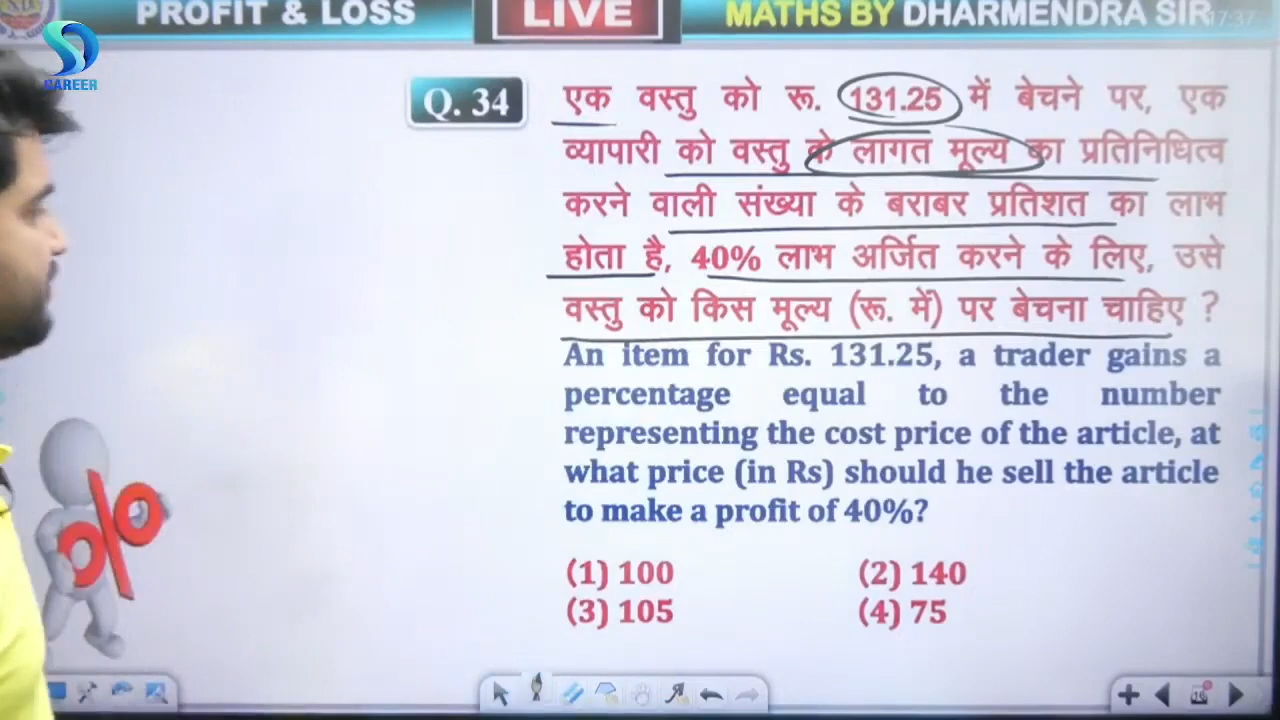 PROFIT & LOSS
LIVE
MATHS BY DHARMENDRA SIR
17:37
CAREER
Q. 34
एक वस्तु को रू. 131.25 में बेचने पर, एक
व्यापारी को वस्तु के लागत मूल्य का प्रतिनिधित्व
करने वाली संख्या के बराबर प्रतिशत का लाभ
होता है, 40% लाभ अर्जित करने के लिए, उसे
वस्तु को किस मूल्य (रू. में) पर बेचना चाहिए ?
An item for Rs. 131.25, a trader gains a
percentage equal to the number
representing the cost price of the article, at
what price (in Rs) should he sell the article
to make a profit of 40%?
(1) 100 (2) 140
(3) 105 (4) 75
%